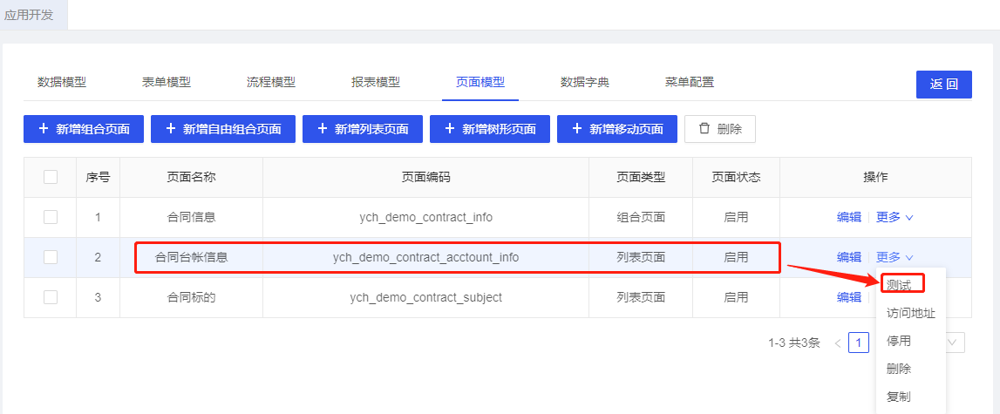 应用开发
数据模型 表单模型 流程模型 报表模型 页面模型 数据字典 菜单配置 返 回
+ 新增组合页面 + 新增自由组合页面 + 新增列表页面 + 新增树形页面 + 新增移动页面 删除
序号 页面名称 页面编码 页面类型 页面状态 操作
1 合同信息 ych_demo_contract_info 组合页面 启用 编辑 更多
2 合同台帐信息 ych_demo_contract_acctount_info 列表页面 启用 编辑 更多
3 合同标的 ych_demo_contract_subject 列表页面 启用 编辑
测试
访问地址
停用
删除
复制
1-3 共3条 < 1